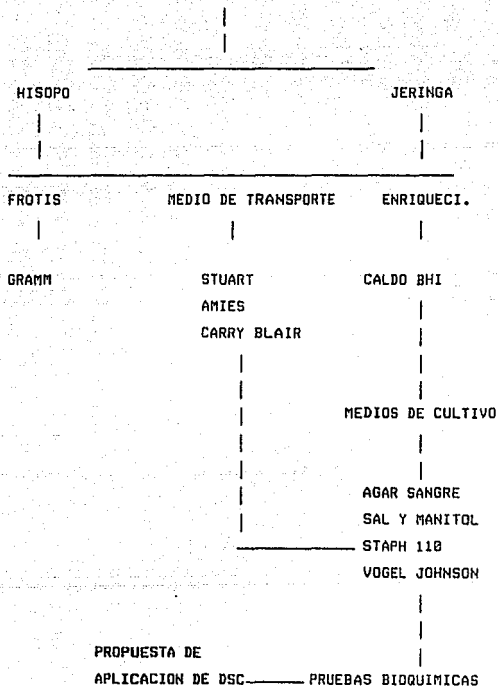 HISOPO JERINGA
FROTIS MEDIO DE TRANSPORTE ENRIQUECI.
GRAMM STUART CALDO BHI
AMIES
CARRY BLAIR
MEDIOS DE CULTIVO
AGAR SANGRE
SAL Y MANITOL
STAPH 110
VOGEL JOHNSON
PROPUESTA DE
APLICACION DE DSC PRUEBAS BIOQUIMICAS